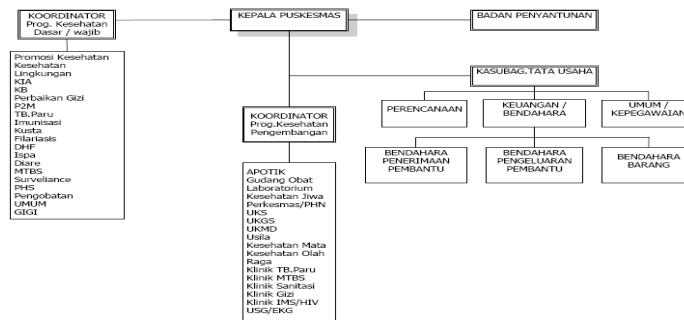 KOORDINATOR
Prog. Kesehatan
Dasar / wajib
KEPALA PUSKESMAS
BADAN PENYANTUNAN
Promosi Kesehatan
Kesehatan
Lingkungan
KIA
KB
Perbaikan Gizi
P2M
TB.Paru
Imunisasi
Kusta
Filariasis
DHF
Ispa
Diare
MTBS
Surveliance
PHS
Pengobatan
UMUM
GIGI
KASUBAG.TATA USAHA
KOORDINATOR
Prog.Kesehatan
Pengembangan
PERENCANAAN
KEUANGAN /
BENDAHARA
UMUM /
KEPEGAWAIAN
BENDAHARA
PENERIMAAN
PEMBANTU
BENDAHARA
PENGELUARAN
PEMBANTU
BENDAHARA
BARANG
APOTIK
Gudang Obat
Laboratorium
Kesehatan Jiwa
Perkesmas/PHN
UKS
UKGS
UKMD
Usila
Kesehatan Mata
Kesehatan Olah
Raga
Klinik TB.Paru
Klinik MTBS
Klinik Sanitasi
Klinik Gizi
Klinik IMS/HIV
USG/EKG